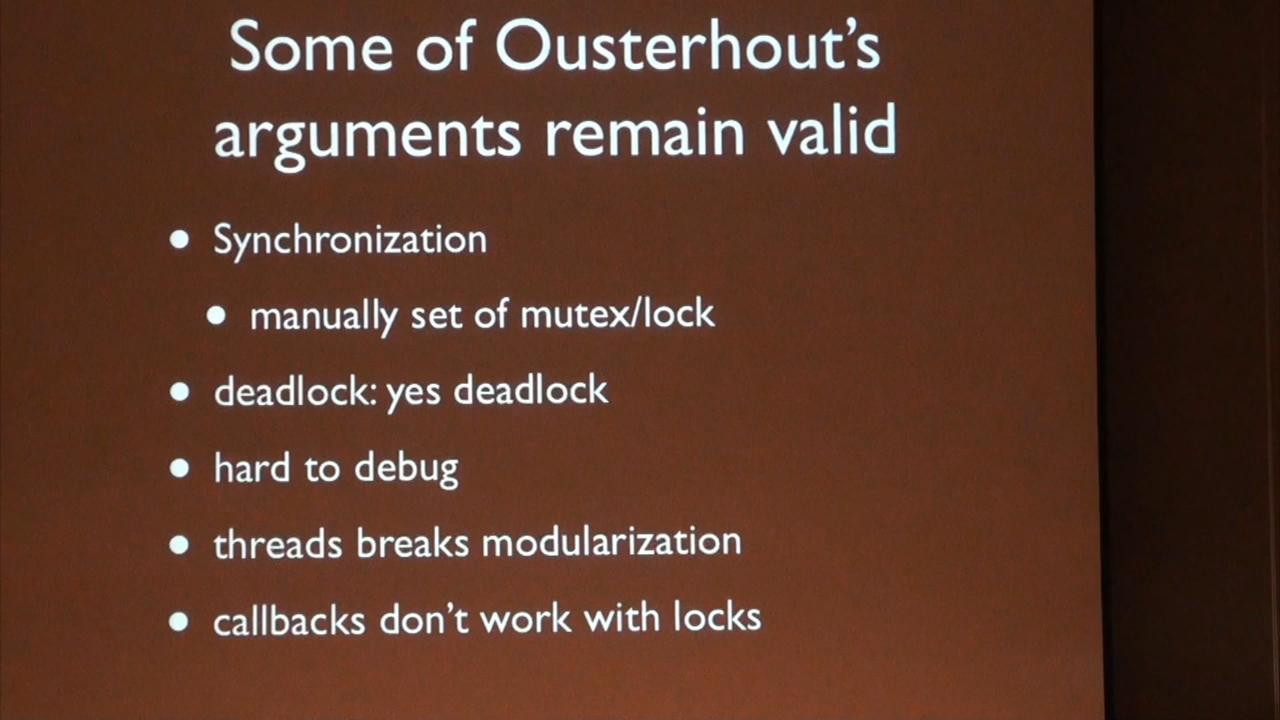 Some of Ousterhout's
arguments remain valid
• Synchronization
• manually set of mutex/lock
• deadlock: yes deadlock
• hard to debug
• threads breaks modularization
• callbacks don't work with locks